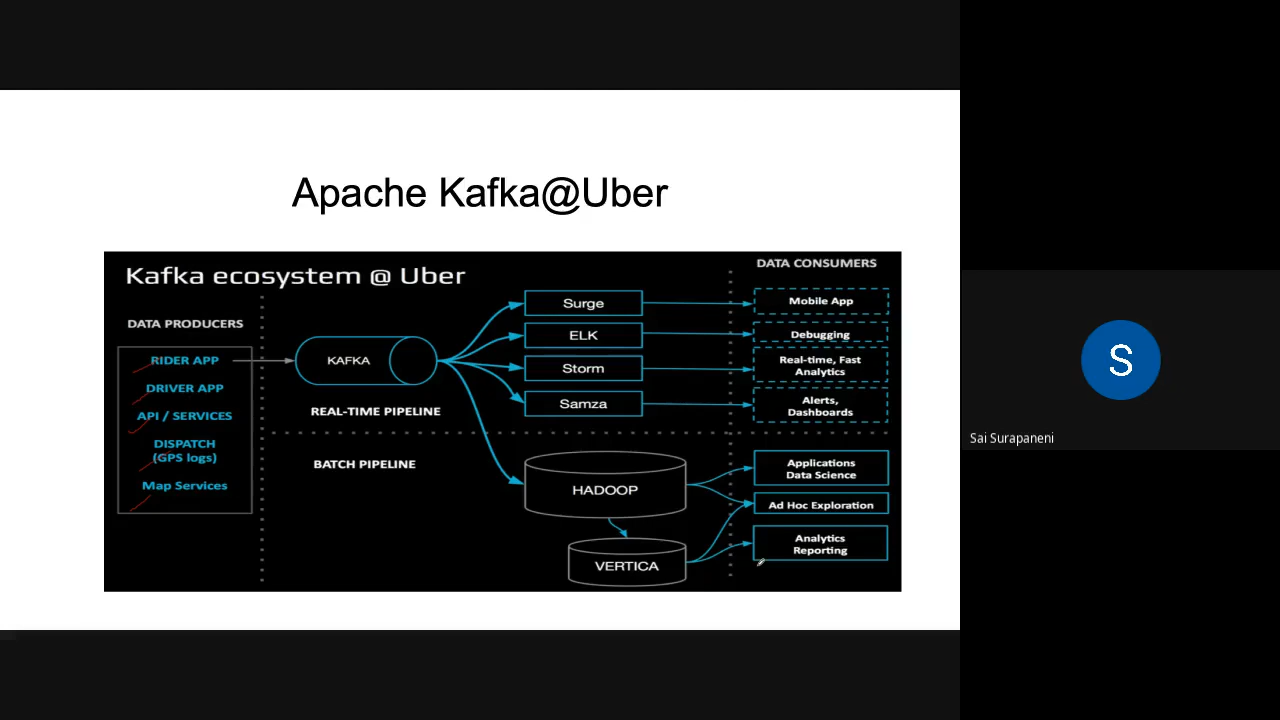 Apache Kafka@Uber
Kafka ecosystem @ Uber
DATA PRODUCERS
RIDER APP
DRIVER APP
API / SERVICES
DISPATCH
(GPS logs)
Map Services
KAFKA
REAL-TIME PIPELINE
BATCH PIPELINE
Surge
ELK
Storm
Samza
HADOOP
VERTICA
DATA CONSUMERS
Mobile App
Debugging
Real-time, Fast
Analytics
Alerts,
Dashboards
Applications
Data Science
Ad Hoc Exploration
Analytics
Reporting
S
Sai Surapaneni